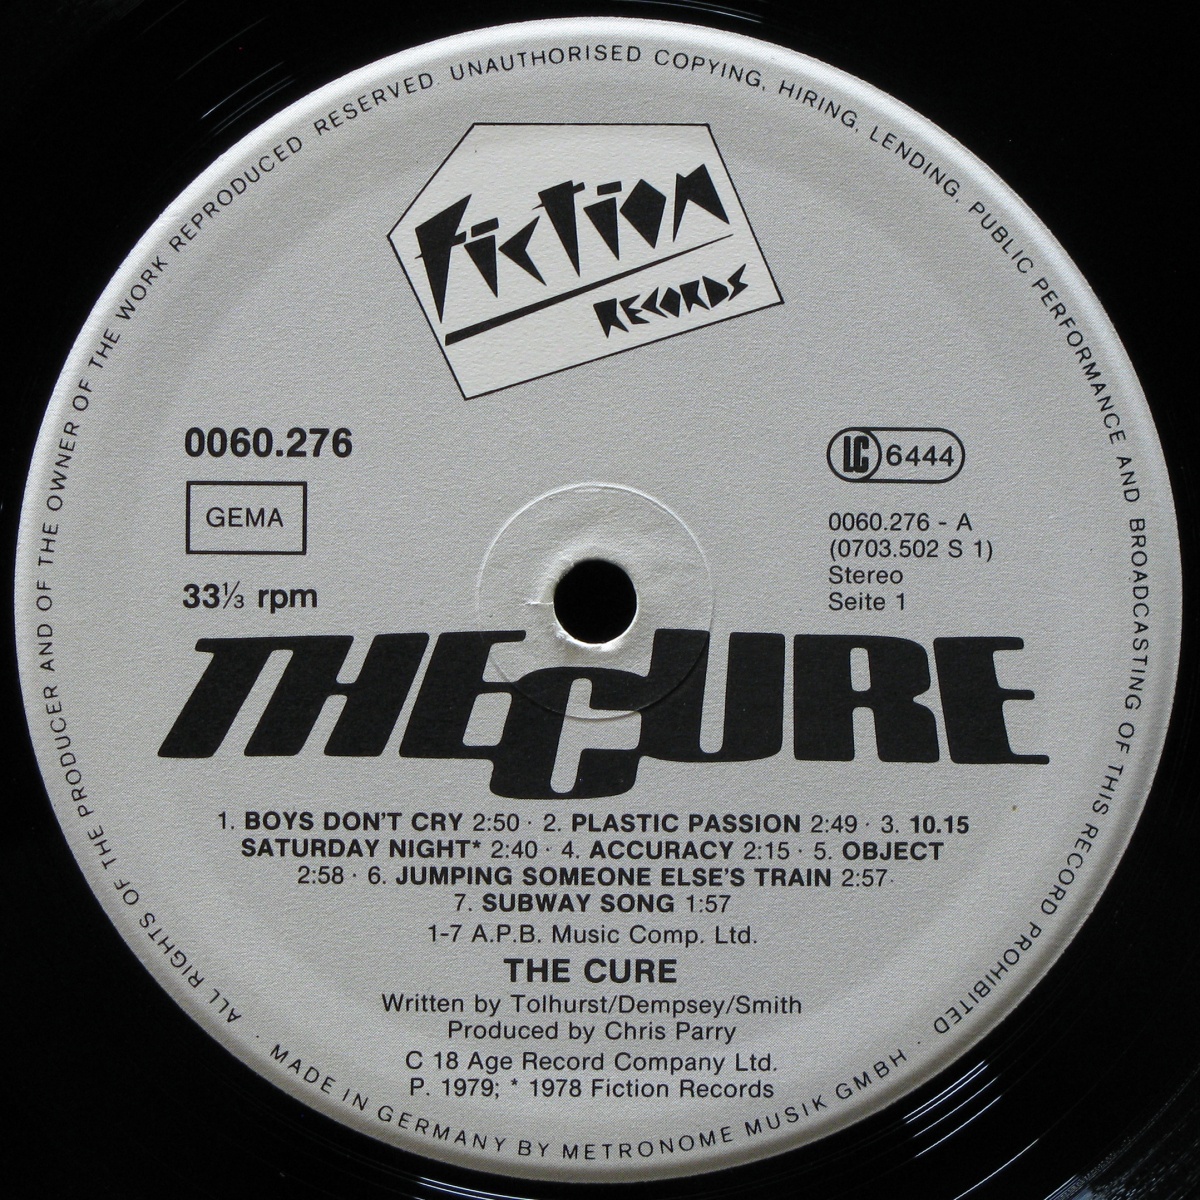 ALL RIGHTS OF THE PRODUCER AND OF THE OWNER OF THE WORK REPRODUCED RESERVED. UNAUTHORISED COPYING, HIRING, LENDING, PUBLIC PERFORMANCE AND BROADCASTING OF THIS RECORD PROHIBITED ·
Fiction
RECORDS
0060.276
GEMA
33⅓ rpm
LC 6444
0060.276 - A
(0703.502 S 1)
Stereo
Seite 1
THE CURE
1. BOYS DON'T CRY 2:50 · 2. PLASTIC PASSION 2:49 · 3. 10.15
SATURDAY NIGHT* 2:40 · 4. ACCURACY 2:15 · 5. OBJECT
2:58 · 6. JUMPING SOMEONE ELSE'S TRAIN 2:57·
7. SUBWAY SONG 1:57
1-7 A.P.B. Music Comp. Ltd.
THE CURE
Written by Tolhurst/Dempsey/Smith
Produced by Chris Parry
C 18 Age Record Company Ltd.
P. 1979; * 1978 Fiction Records
· MADE IN GERMANY BY METRONOME MUSIK GMBH ·